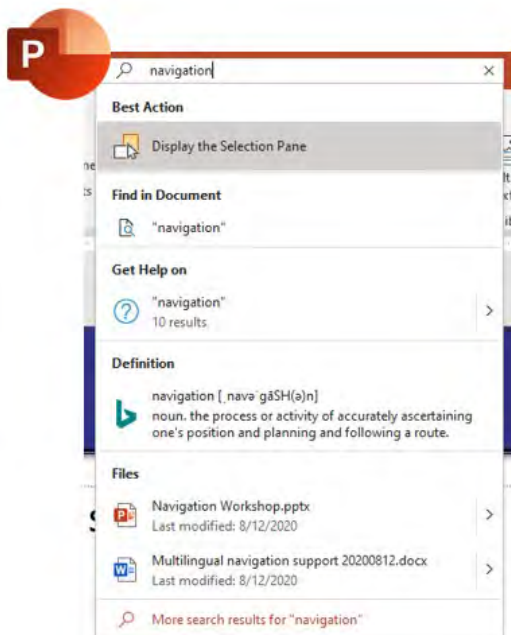 P
navigation
Best Action
Display the Selection Pane
Find in Document
"navigation"
Get Help on
"navigation"
10 results
Definition
navigation [ˌnavəˈɡāSH(ə)n]
noun. the process or activity of accurately ascertaining
one's position and planning and following a route.
Files
Navigation Workshop.pptx
Last modified: 8/12/2020
Multilingual navigation support 20200812.docx
Last modified: 8/12/2020
More search results for "navigation"